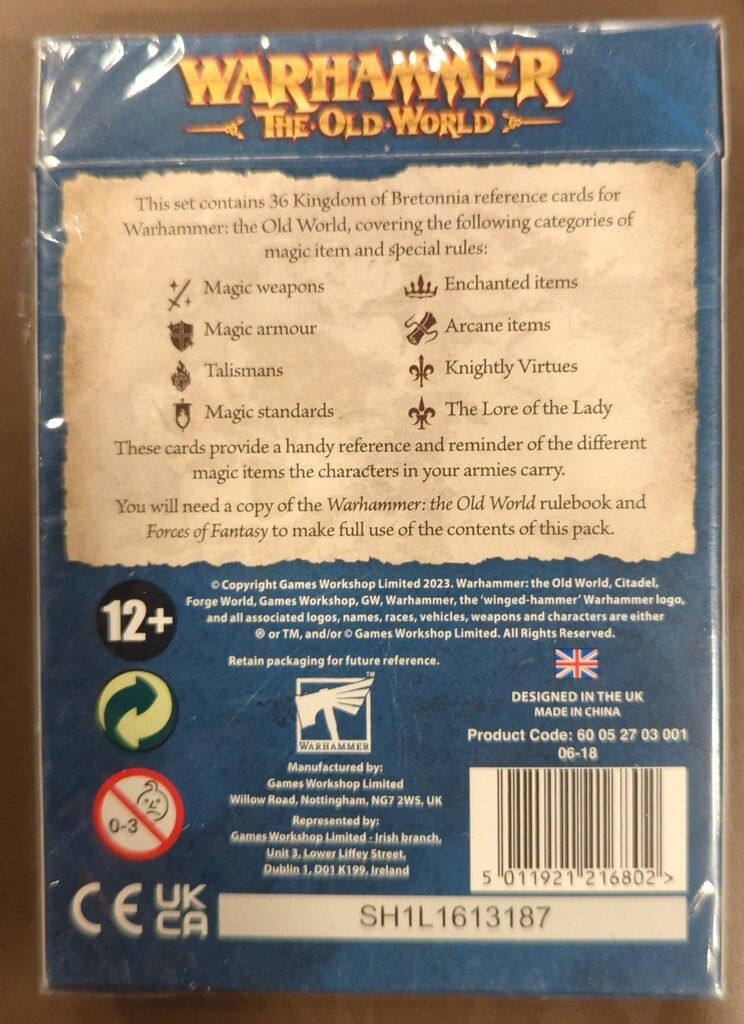 WARHAMMER™
THE·OLD·WORLD
This set contains 36 Kingdom of Bretonnia reference cards for
Warhammer: the Old World, covering the following categories of
magic item and special rules:
Magic weapons
Enchanted items
Magic armour
Arcane items
Talismans
Knightly Virtues
Magic standards
The Lore of the Lady
These cards provide a handy reference and reminder of the different
magic items the characters in your armies carry.
You will need a copy of the Warhammer: the Old World rulebook and
Forces of Fantasy to make full use of the contents of this pack.
12+
© Copyright Games Workshop Limited 2023. Warhammer: the Old World, Citadel,
Forge World, Games Workshop, GW, Warhammer, the ‘winged-hammer’ Warhammer logo,
and all associated logos, names, races, vehicles, weapons and characters are either
® or TM, and/or © Games Workshop Limited. All Rights Reserved.
Retain packaging for future reference.
TM
WARHAMMER
DESIGNED IN THE UK
MADE IN CHINA
Product Code: 60 05 27 03 001
06-18
Manufactured by:
Games Workshop Limited
Willow Road, Nottingham, NG7 2WS, UK
Represented by:
Games Workshop Limited - Irish branch,
Unit 3, Lower Liffey Street,
Dublin 1, D01 K199, Ireland
0-3
5 011921 216802 >
CE UK
CA
SH1L1613187